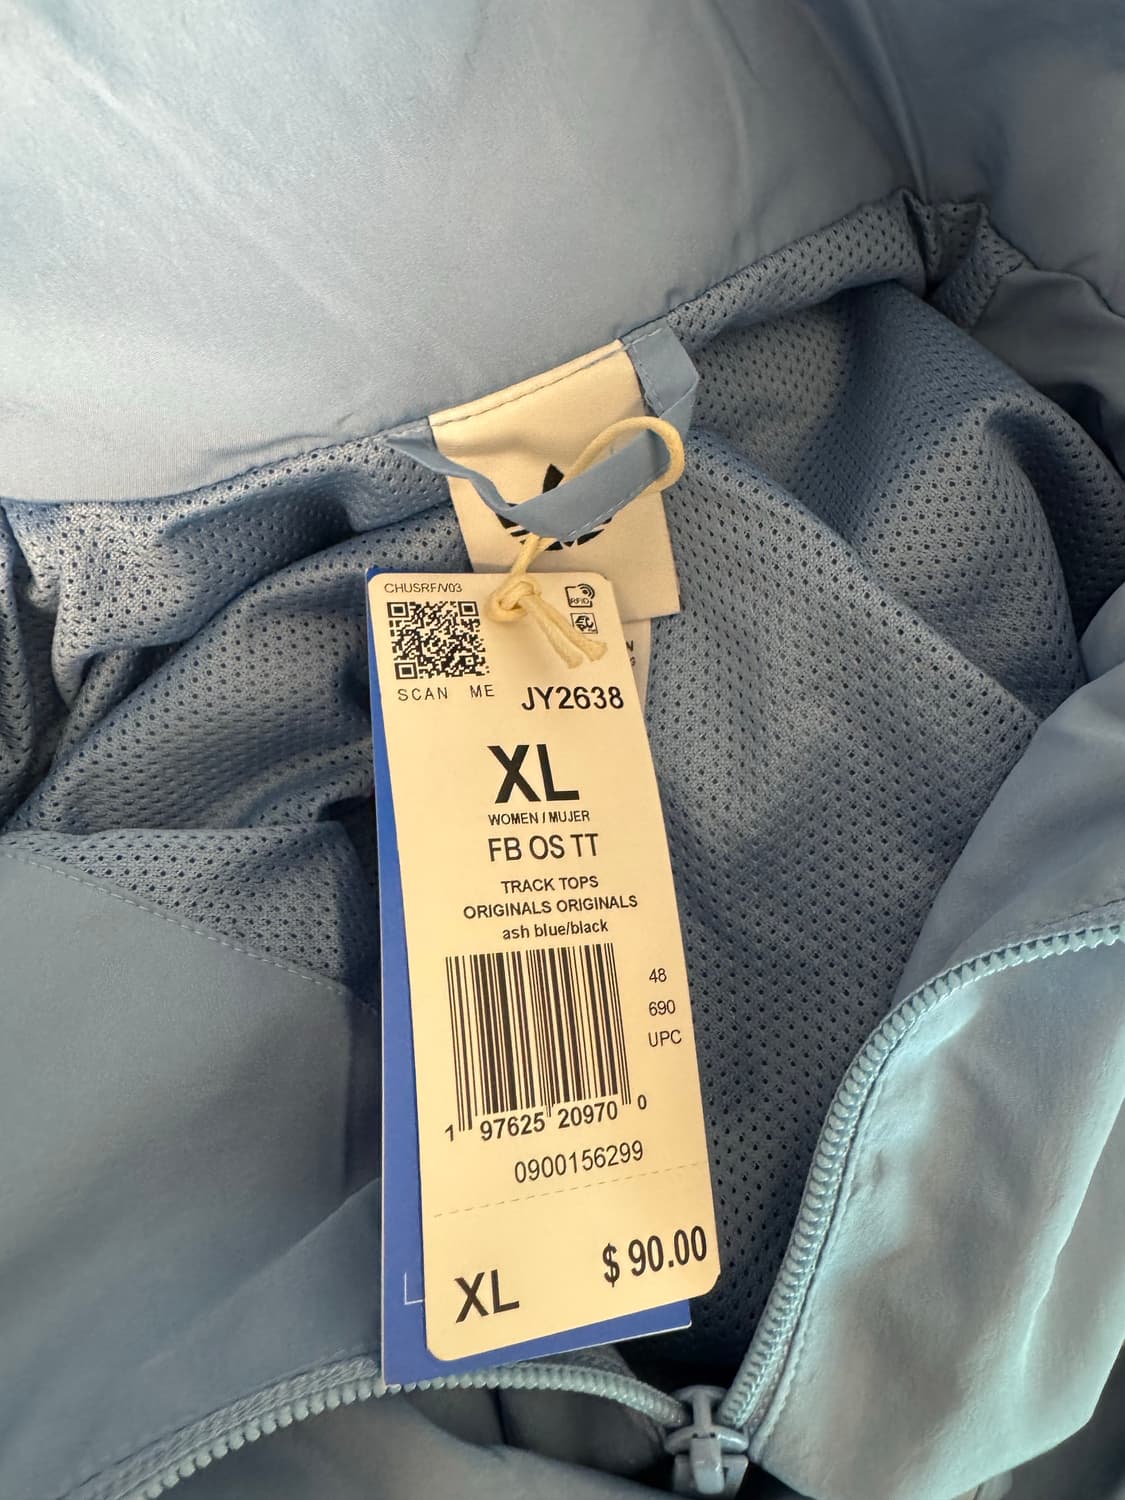 CHUSRF/V03
RFID
SCAN ME
JY2638
XL
WOMEN / MUJER
FB OS TT
TRACK TOPS
ORIGINALS ORIGINALS
ash blue/black
48
690
UPC
1 97625 20970 0
0900156299
$ 90.00
XL